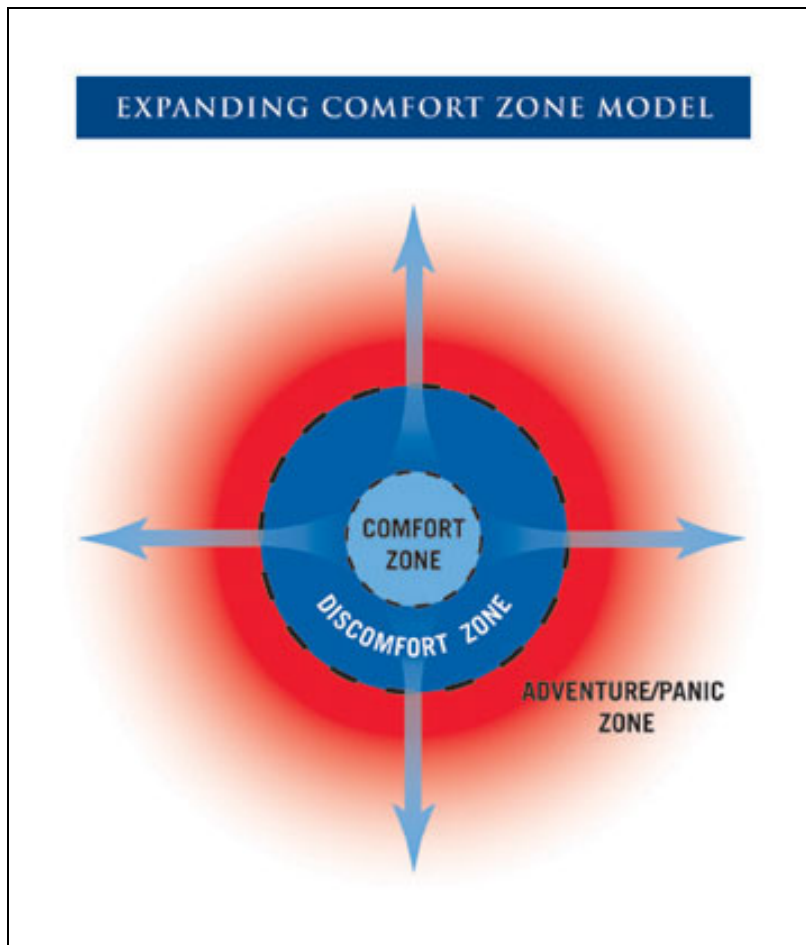 EXPANDING COMFORT ZONE MODEL
COMFORT
ZONE
DISCOMFORT ZONE
ADVENTURE/PANIC
ZONE